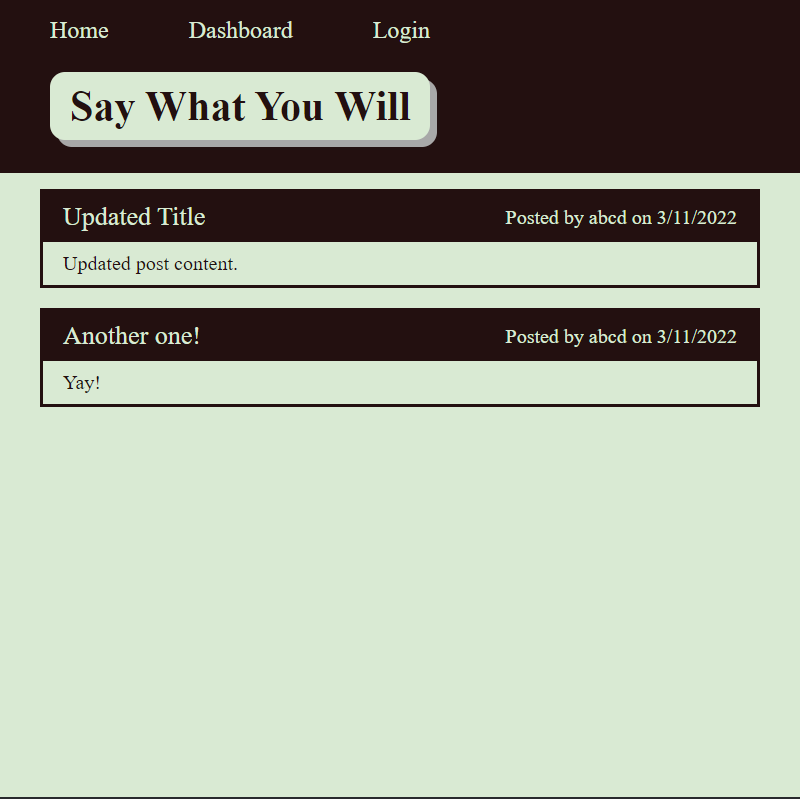 Home Dashboard Login
Say What You Will
Updated Title Posted by abcd on 3/11/2022
Updated post content.
Another one! Posted by abcd on 3/11/2022
Yay!